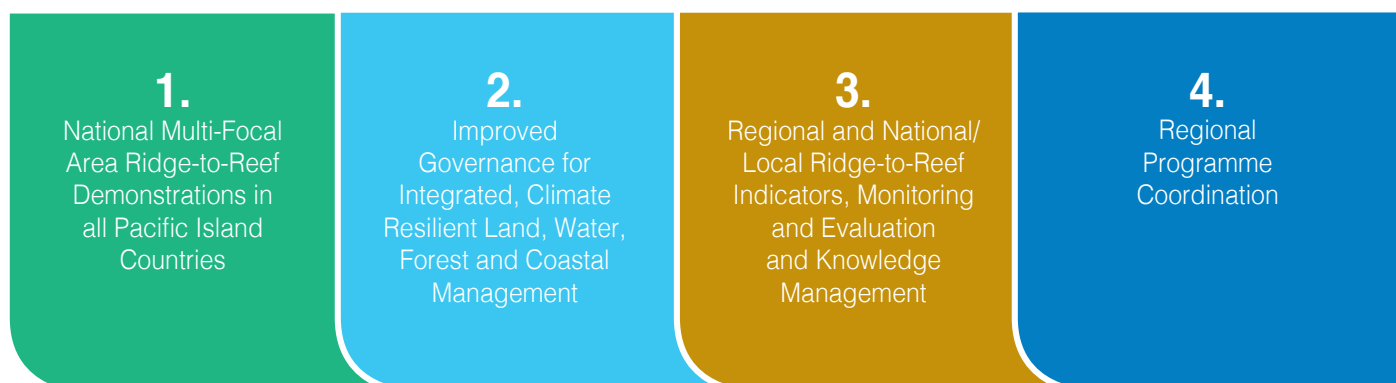 1.
National Multi-Focal
Area Ridge-to-Reef
Demonstrations in
all Pacific Island
Countries
2.
Improved
Governance for
Integrated, Climate
Resilient Land, Water,
Forest and Coastal
Management
3.
Regional and National/
Local Ridge-to-Reef
Indicators, Monitoring
and Evaluation
and Knowledge
Management
4.
Regional
Programme
Coordination